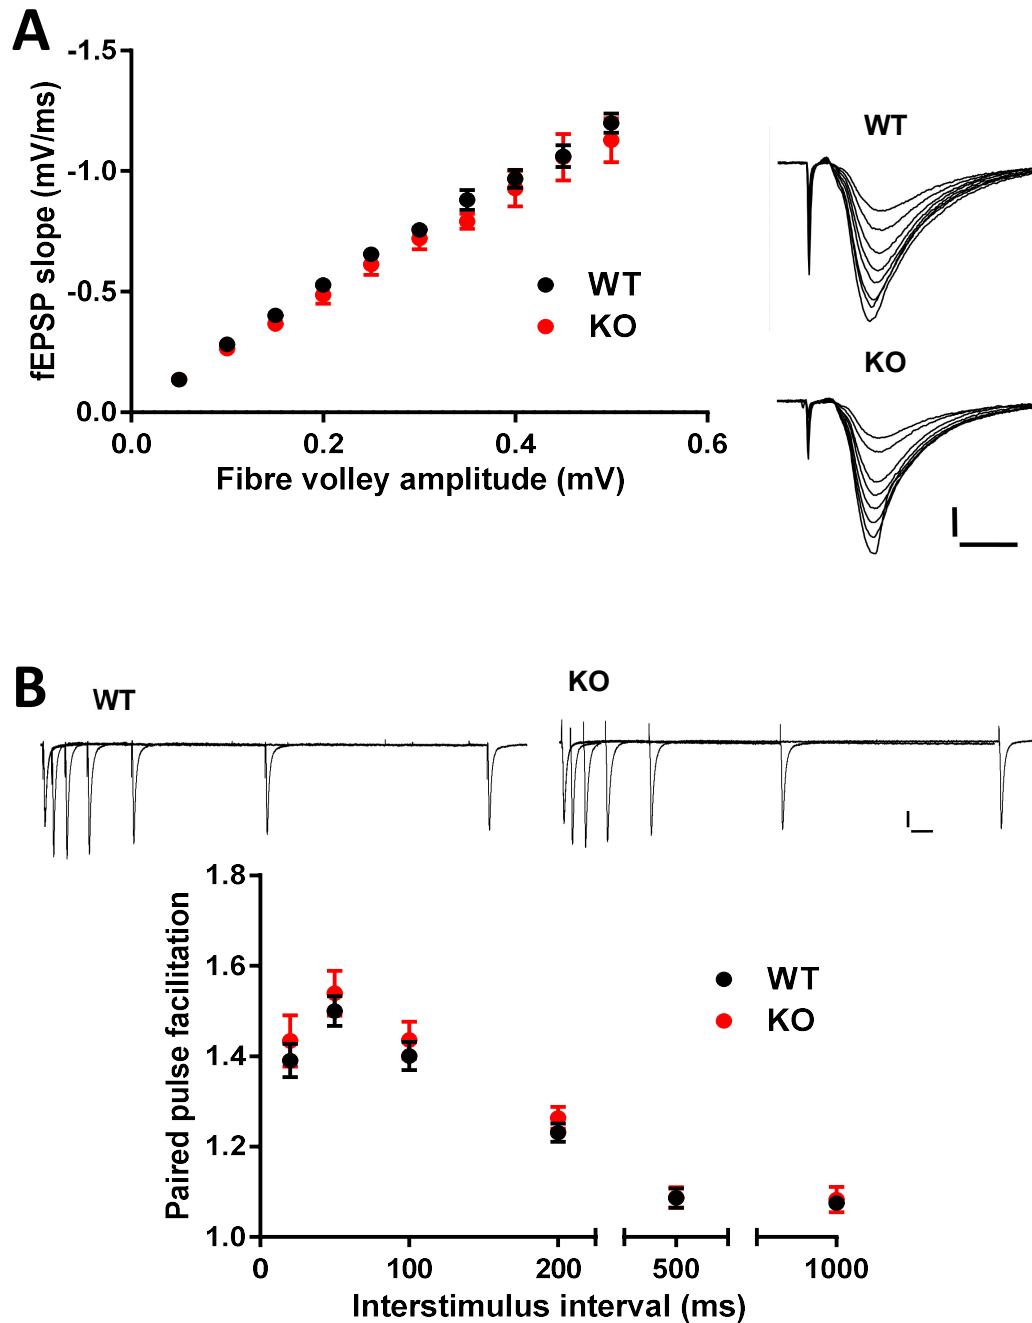 A
-1.5
-1.0
-0.5
0.0
fEPSP slope (mV/ms)
WT
KO
0.0 0.2 0.4 0.6
Fibre volley amplitude (mV)
WT
KO
B
WT
KO
1.8
1.6
1.4
1.2
1.0
Paired pulse facilitation
WT
KO
0 100 200 500 1000
Interstimulus interval (ms)